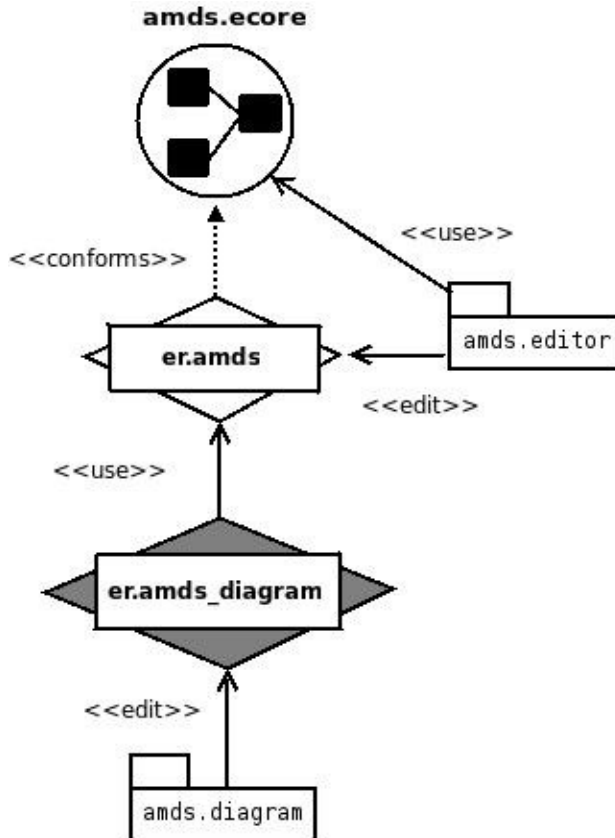 amds.ecore
<<use>>
<<conforms>>
amds.editor
er.amds
<<edit>>
<<use>>
er.amds_diagram
<<edit>>
amds.diagram